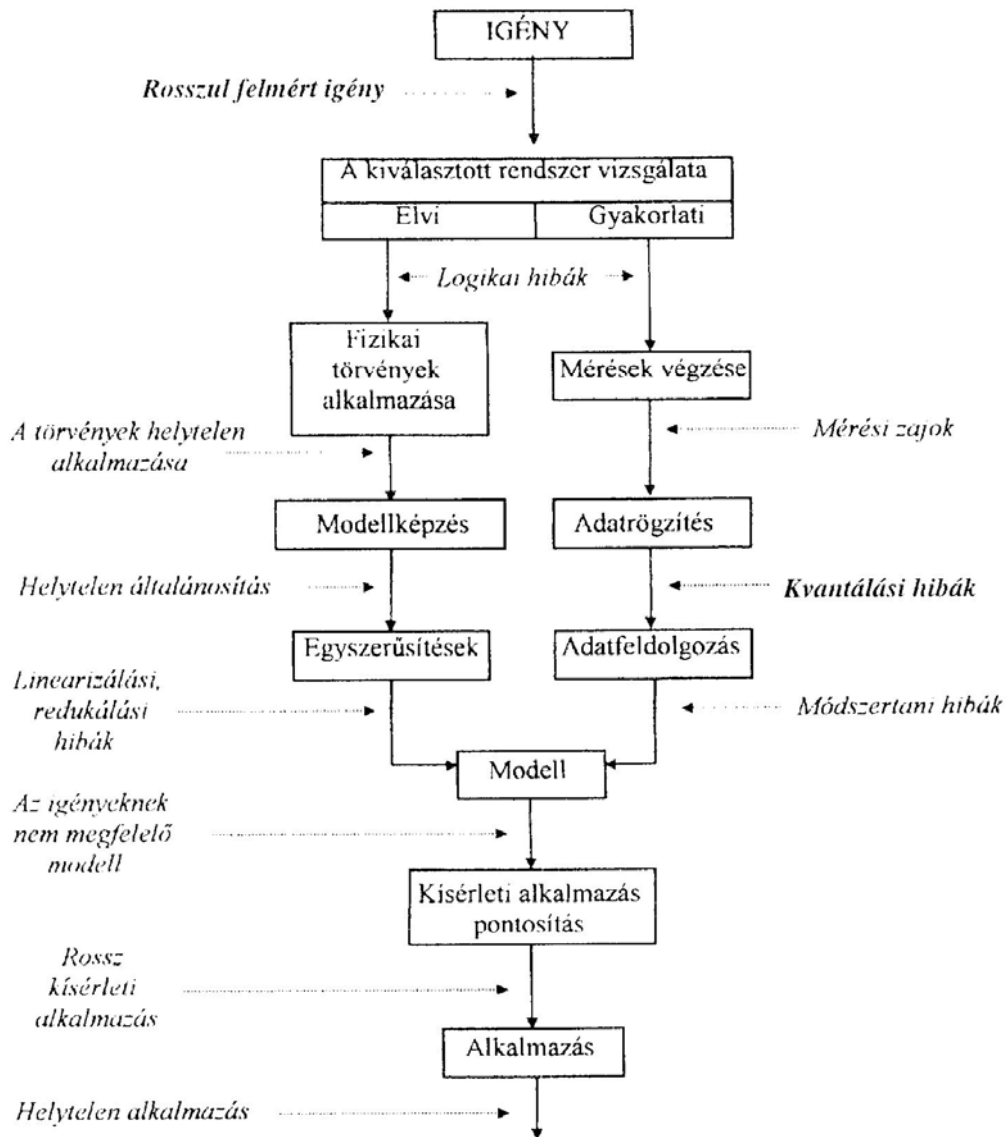 IGÉNY
Rosszul felmért igény
A kiválasztott rendszer vizsgálata
Elvi
Gyakorlati
Logikai hibák
Fizikai
törvények
alkalmazása
Mérések végzése
A törvények helytelen
alkalmazása
Mérési zajok
Modellképzés
Adatrögzítés
Helytelen általánosítás
Kvantálási hibák
Egyszerűsítések
Adatfeldolgozás
Linearizálási,
redukálási
hibák
Módszertani hibák
Modell
Az igényeknek
nem megfelelő
modell
Kísérleti alkalmazás
pontosítás
Rossz
kísérleti
alkalmazás
Alkalmazás
Helytelen alkalmazás